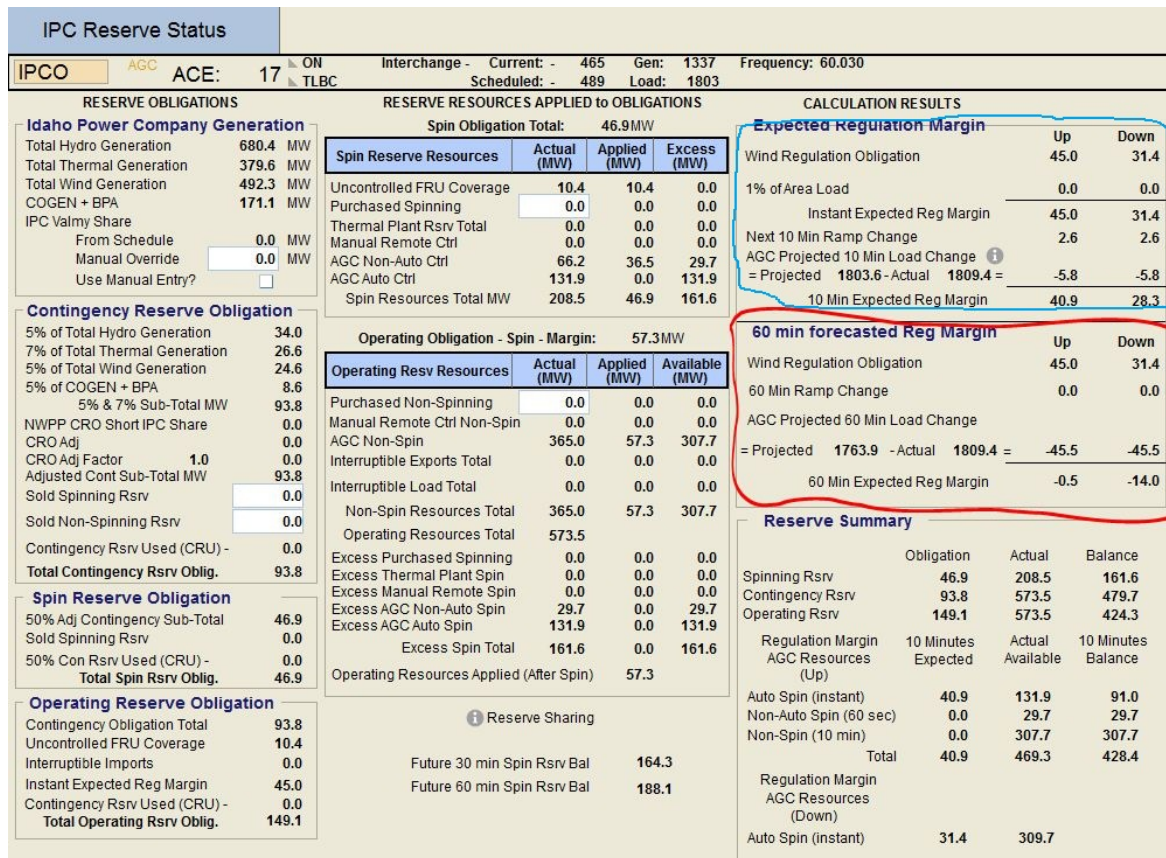 IPC Reserve Status
IPCO AGC ACE: 17 ON TLBC Interchange - Current: - 465 Gen: 1337 Frequency: 60.030
Scheduled: - 489 Load: 1803
RESERVE OBLIGATIONS
Idaho Power Company Generation
Total Hydro Generation 680.4 MW
Total Thermal Generation 379.6 MW
Total Wind Generation 492.3 MW
COGEN + BPA 171.1 MW
IPC Valmy Share
From Schedule 0.0 MW
Manual Override 0.0 MW
Use Manual Entry?
Contingency Reserve Obligation
5% of Total Hydro Generation 34.0
7% of Total Thermal Generation 26.6
5% of Total Wind Generation 24.6
5% of COGEN + BPA 8.6
5% & 7% Sub-Total MW 93.8
NWPP CRO Short IPC Share 0.0
CRO Adj 0.0
CRO Adj Factor 1.0 0.0
Adjusted Cont Sub-Total MW 93.8
Sold Spinning Rsrv 0.0
Sold Non-Spinning Rsrv 0.0
Contingency Rsrv Used (CRU) - 0.0
Total Contingency Rsrv Oblig. 93.8
Spin Reserve Obligation
50% Adj Contingency Sub-Total 46.9
Sold Spinning Rsrv 0.0
50% Con Rsrv Used (CRU) - 0.0
Total Spin Rsrv Oblig. 46.9
Operating Reserve Obligation
Contingency Obligation Total 93.8
Uncontrolled FRU Coverage 10.4
Interruptible Imports 0.0
Instant Expected Reg Margin 45.0
Contingency Rsrv Used (CRU) - 0.0
Total Operating Rsrv Oblig. 149.1
RESERVE RESOURCES APPLIED to OBLIGATIONS
Spin Obligation Total: 46.9 MW
Spin Reserve Resources Actual (MW) Applied (MW) Excess (MW)
Uncontrolled FRU Coverage 10.4 10.4 0.0
Purchased Spinning 0.0 0.0 0.0
Thermal Plant Rsrv Total 0.0 0.0 0.0
Manual Remote Ctrl 0.0 0.0 0.0
AGC Non-Auto Ctrl 66.2 36.5 29.7
AGC Auto Ctrl 131.9 0.0 131.9
Spin Resources Total MW 208.5 46.9 161.6
Operating Obligation - Spin - Margin: 57.3 MW
Operating Resv Resources Actual (MW) Applied (MW) Available (MW)
Purchased Non-Spinning 0.0 0.0 0.0
Manual Remote Ctrl Non-Spin 0.0 0.0 0.0
AGC Non-Spin 365.0 57.3 307.7
Interruptible Exports Total 0.0 0.0 0.0
Interruptible Load Total 0.0 0.0 0.0
Non-Spin Resources Total 365.0 57.3 307.7
Operating Resources Total 573.5
Excess Purchased Spinning 0.0 0.0 0.0
Excess Thermal Plant Spin 0.0 0.0 0.0
Excess Manual Remote Spin 0.0 0.0 0.0
Excess AGC Non-Auto Spin 29.7 0.0 29.7
Excess AGC Auto Spin 131.9 0.0 131.9
Excess Spin Total 161.6 0.0 161.6
Operating Resources Applied (After Spin) 57.3
Reserve Sharing
Future 30 min Spin Rsrv Bal 164.3
Future 60 min Spin Rsrv Bal 188.1
CALCULATION RESULTS
Expected Regulation Margin Up Down
Wind Regulation Obligation 45.0 31.4
1% of Area Load 0.0 0.0
Instant Expected Reg Margin 45.0 31.4
Next 10 Min Ramp Change 2.6 2.6
AGC Projected 10 Min Load Change
= Projected 1803.6 - Actual 1809.4 = -5.8 -5.8
10 Min Expected Reg Margin 40.9 28.3
60 min forecasted Reg Margin Up Down
Wind Regulation Obligation 45.0 31.4
60 Min Ramp Change 0.0 0.0
AGC Projected 60 Min Load Change
= Projected 1763.9 - Actual 1809.4 = -45.5 -45.5
60 Min Expected Reg Margin -0.5 -14.0
Reserve Summary
Obligation Actual Balance
Spinning Rsrv 46.9 208.5 161.6
Contingency Rsrv 93.8 573.5 479.7
Operating Rsrv 149.1 573.5 424.3
Regulation Margin 10 Minutes Actual 10 Minutes
AGC Resources Expected Available Balance
(Up)
Auto Spin (instant) 40.9 131.9 91.0
Non-Auto Spin (60 sec) 0.0 29.7 29.7
Non-Spin (10 min) 0.0 307.7 307.7
Total 40.9 469.3 428.4
Regulation Margin
AGC Resources
(Down)
Auto Spin (instant) 31.4 309.7